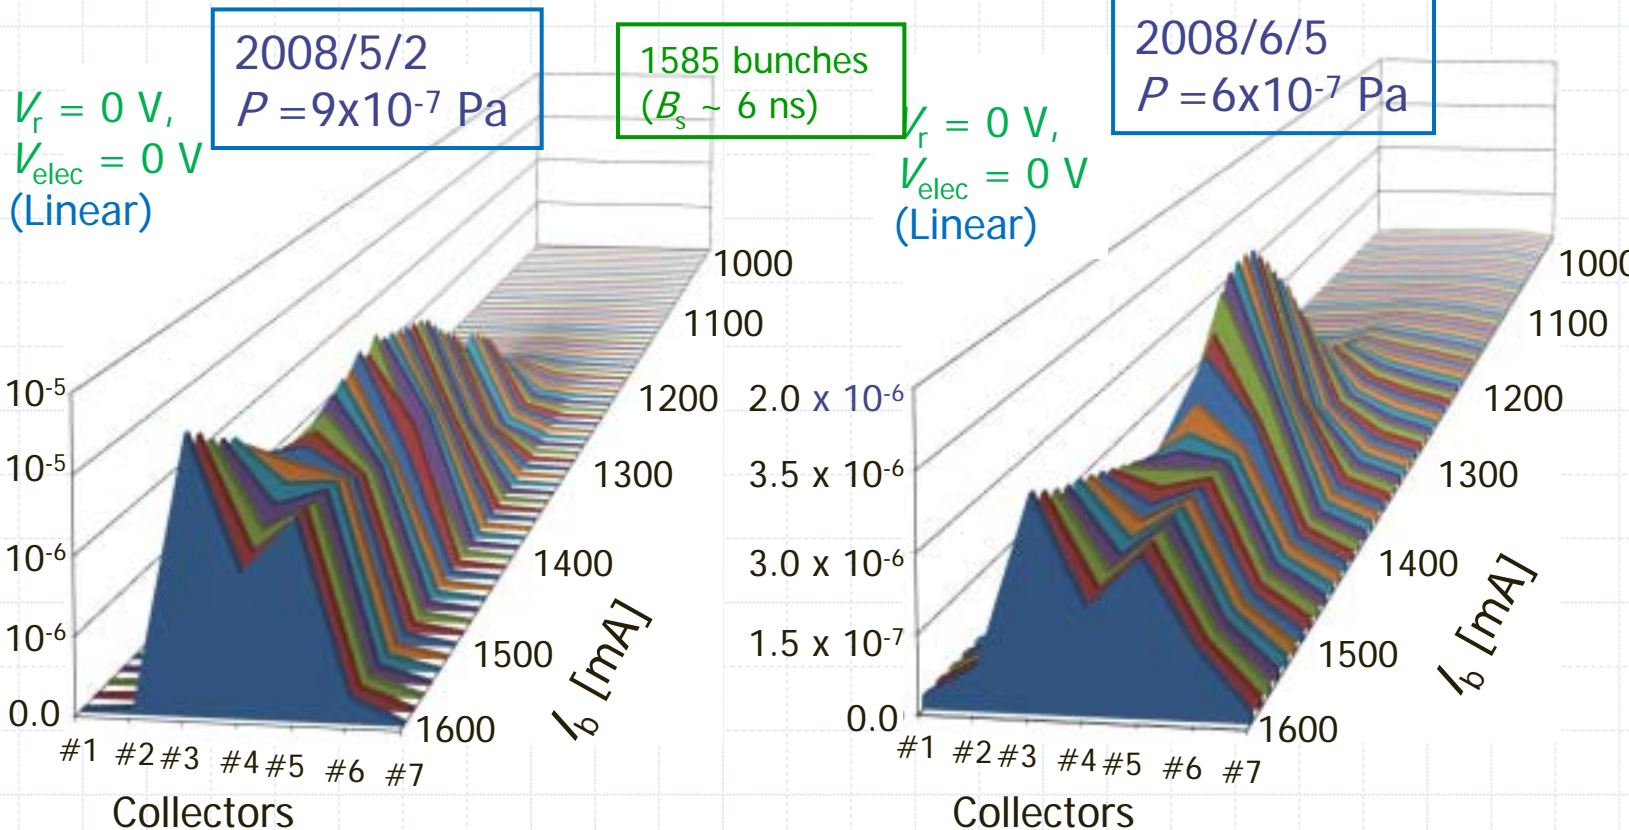 2008/5/2
P =9x10⁻⁷ Pa
1585 bunches
(Bₛ ~ 6 ns)
2008/6/5
P =6x10⁻⁷ Pa
Vᵣ = 0 V,
V_elec = 0 V
(Linear)
10⁻⁵
10⁻⁵
10⁻⁶
10⁻⁶
0.0
#1 #2 #3 #4 #5 #6 #7
Collectors
1000
1100
1200
1300
1400
1500
1600
I_b [mA]
Vᵣ = 0 V,
V_elec = 0 V
(Linear)
2.0 x 10⁻⁶
3.5 x 10⁻⁶
3.0 x 10⁻⁶
1.5 x 10⁻⁷
0.0
#1 #2 #3 #4 #5 #6 #7
Collectors
1000
1100
1200
1300
1400
1500
1600
I_b [mA]